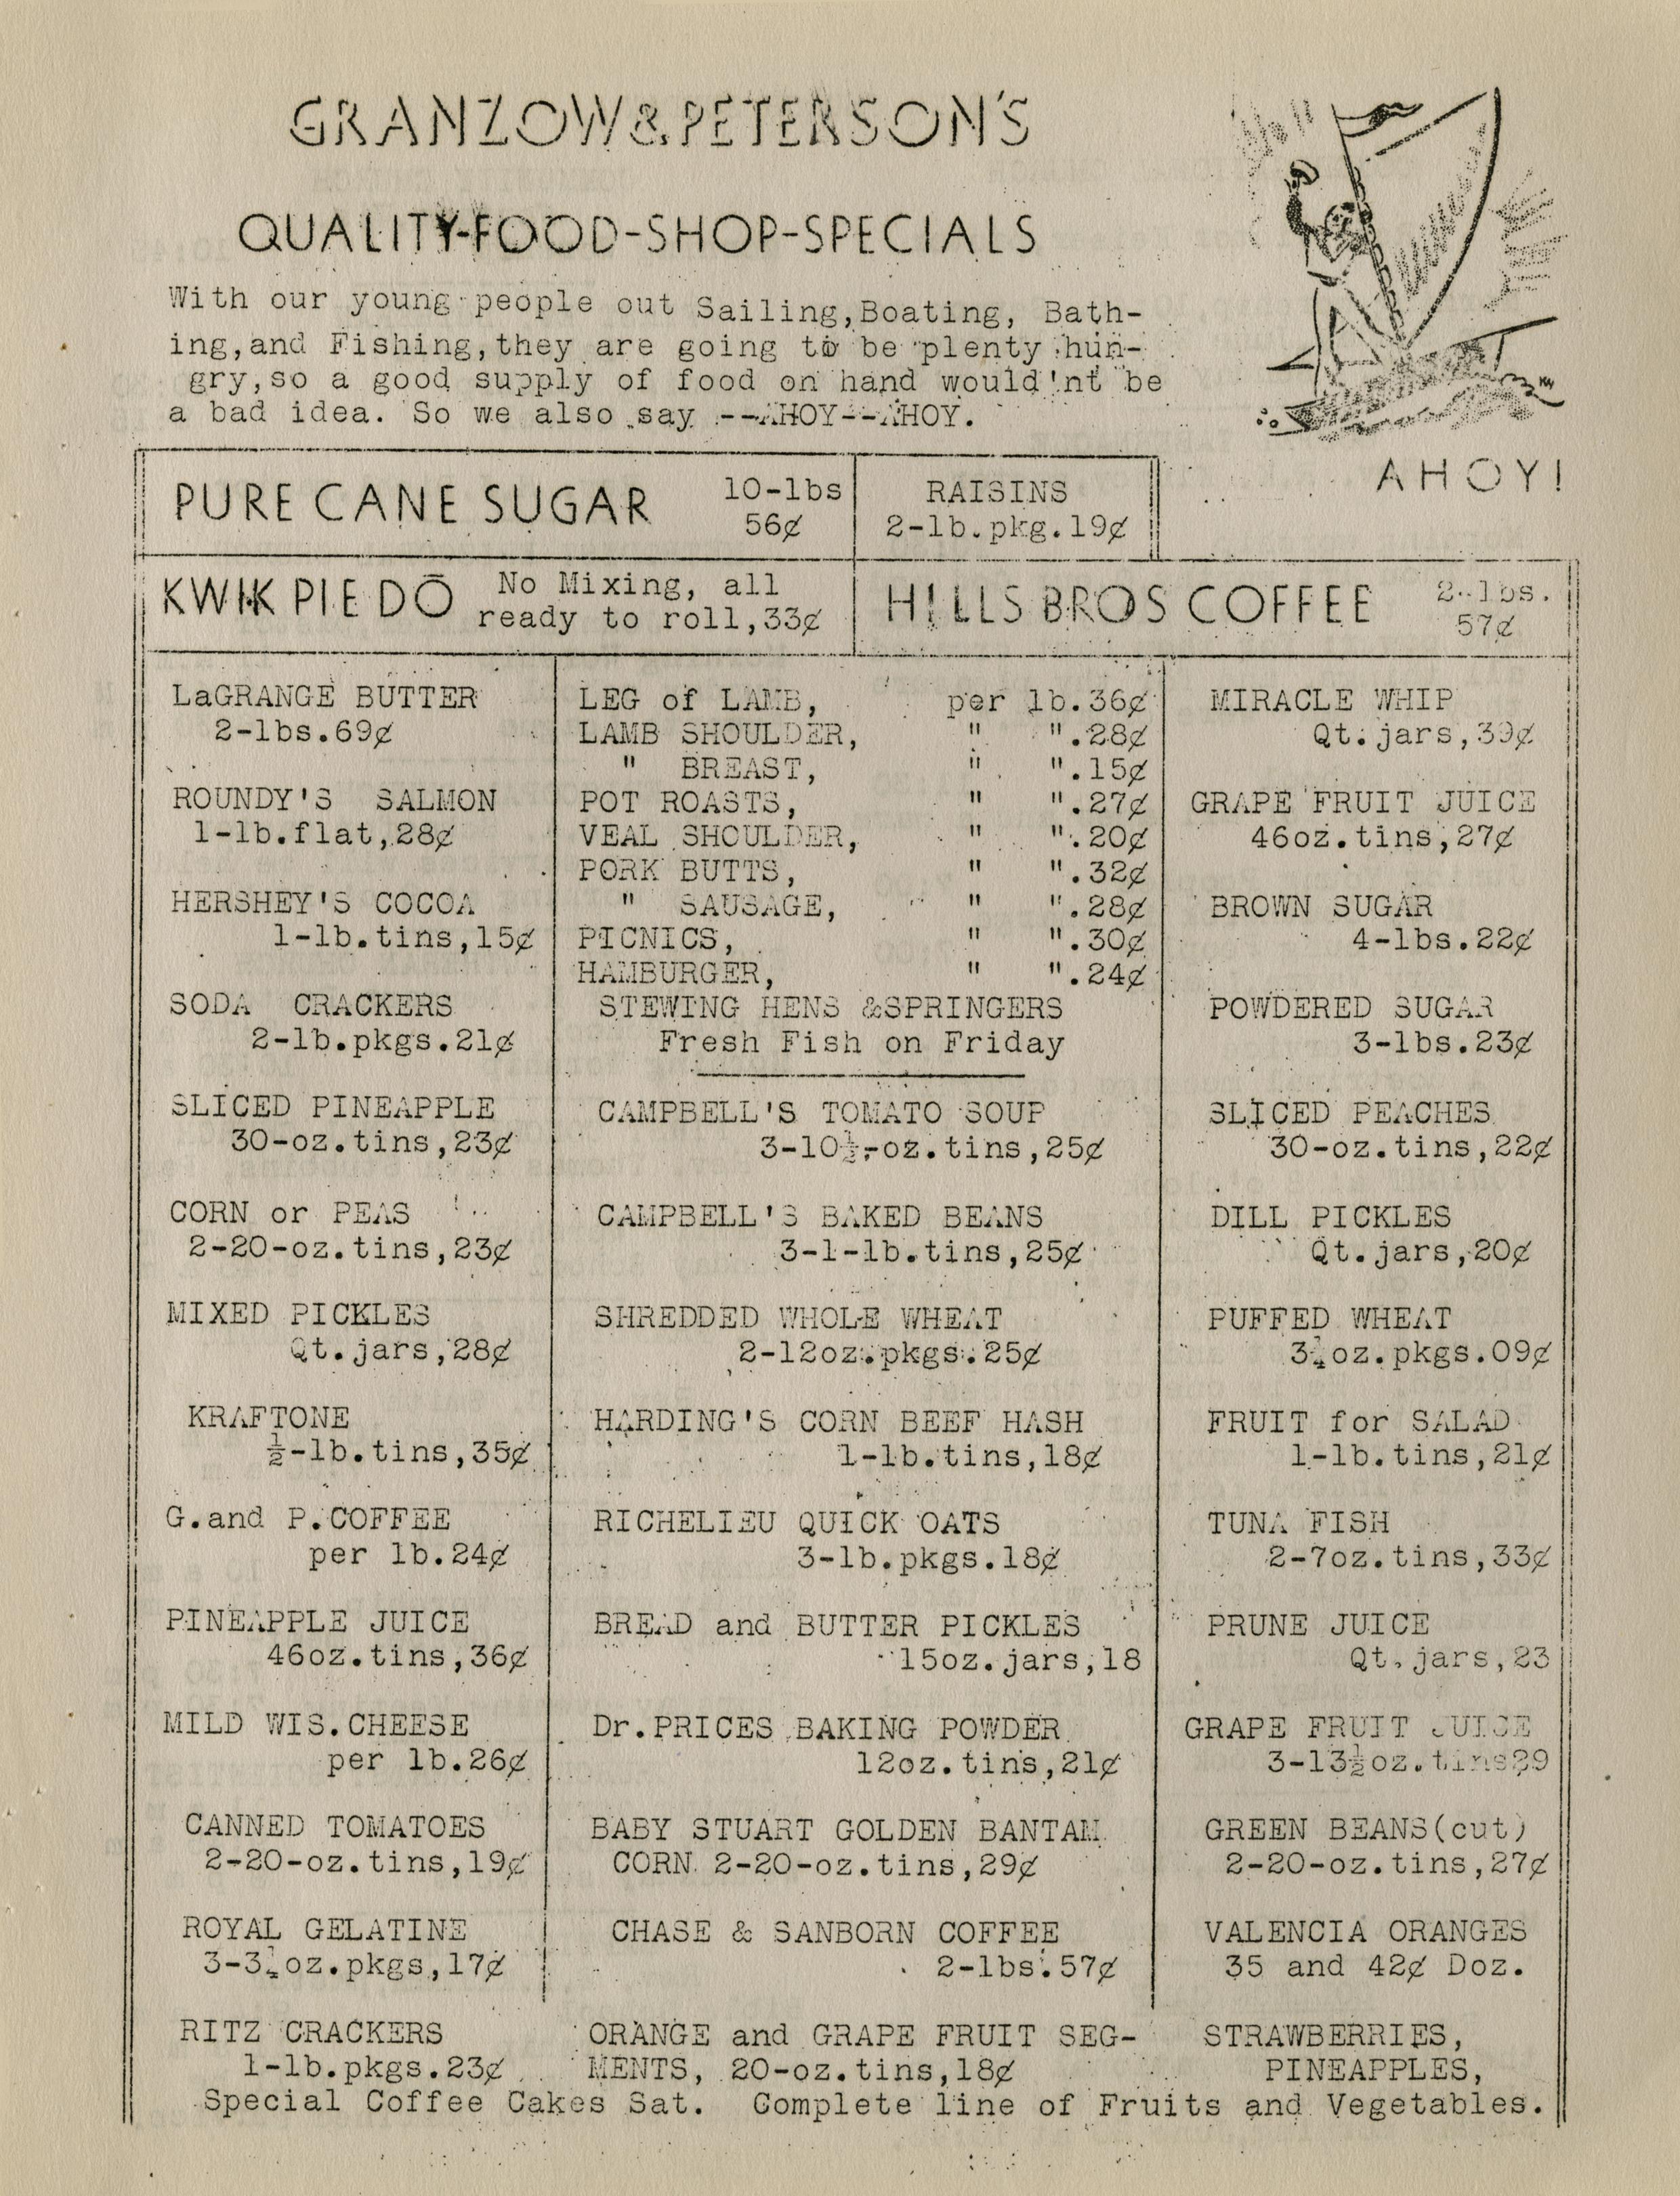 GRANZOW & PETERSON'S
QUALITY-FOOD-SHOP-SPECIALS
With our young people out Sailing,Boating, Bath-
ing,and Fishing,they are going to be plenty hun-
gry,so a good supply of food on hand would'nt be
a bad idea. So we also say --AHOY--AHOY.
AHOY!
PURE CANE SUGAR 10-lbs
56¢
RAISINS
2-lb.pkg.19¢
KWIK PIE DŌ No Mixing, all
ready to roll,33¢
HILLS BROS COFFEE 2-lbs.
57¢
LaGRANGE BUTTER
2-lbs.69¢
ROUNDY'S SALMON
1-lb.flat,28¢
HERSHEY'S COCOA
1-lb.tins,15¢
SODA CRACKERS
2-lb.pkgs.21¢
SLICED PINEAPPLE
30-oz.tins,23¢
CORN or PEAS
2-20-oz.tins,23¢
MIXED PICKLES
Qt.jars,28¢
KRAFTONE
½-lb.tins,35¢
G.and P.COFFEE
per lb.24¢
PINEAPPLE JUICE
46oz.tins,36¢
MILD WIS.CHEESE
per lb.26¢
CANNED TOMATOES
2-20-oz.tins,19¢
ROYAL GELATINE
3-3¼oz.pkgs,17¢
RITZ CRACKERS
1-lb.pkgs.23¢
LEG of LAMB, per lb.36¢
LAMB SHOULDER, " ".28¢
" BREAST, " ".15¢
POT ROASTS, " ".27¢
VEAL SHOULDER, " ".20¢
PORK BUTTS, " ".32¢
" SAUSAGE, " ".28¢
PICNICS, " ".30¢
HAMBURGER, " ".24¢
STEWING HENS &SPRINGERS
Fresh Fish on Friday
CAMPBELL'S TOMATO SOUP
3-10½-oz.tins,25¢
CAMPBELL'S BAKED BEANS
3-1-lb.tins,25¢
SHREDDED WHOLE WHEAT
2-12oz.pkgs.25¢
HARDING'S CORN BEEF HASH
1-lb.tins,18¢
RICHELIEU QUICK OATS
3-lb.pkgs.18¢
BREAD and BUTTER PICKLES
15oz.jars,18
Dr.PRICES BAKING POWDER
12oz.tins,21¢
BABY STUART GOLDEN BANTAM
CORN 2-20-oz.tins,29¢
CHASE & SANBORN COFFEE
2-lbs.57¢
ORANGE and GRAPE FRUIT SEG-
MENTS, 20-oz.tins,18¢
MIRACLE WHIP
Qt.jars,39¢
GRAPE FRUIT JUICE
46oz.tins,27¢
BROWN SUGAR
4-lbs.22¢
POWDERED SUGAR
3-lbs.23¢
SLICED PEACHES
30-oz.tins,22¢
DILL PICKLES
Qt.jars,20¢
PUFFED WHEAT
3¼oz.pkgs.09¢
FRUIT for SALAD
1-lb.tins,21¢
TUNA FISH
2-7oz.tins,33¢
PRUNE JUICE
Qt.jars,23
GRAPE FRUIT JUICE
3-13½oz.tins29
GREEN BEANS(cut)
2-20-oz.tins,27¢
VALENCIA ORANGES
35 and 42¢ Doz.
STRAWBERRIES,
PINEAPPLES,
Special Coffee Cakes Sat. Complete line of Fruits and Vegetables.